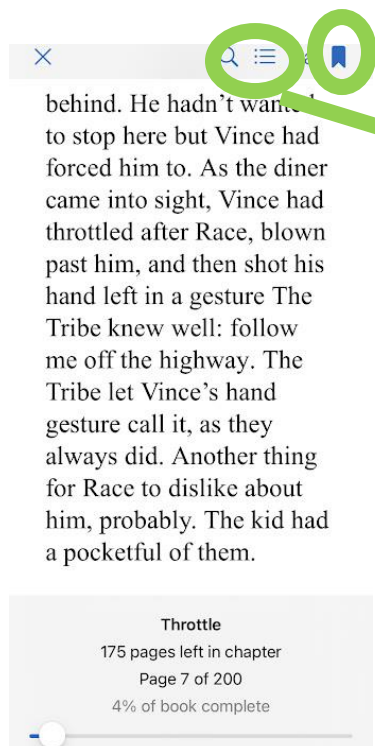 behind. He hadn’t wanted
to stop here but Vince had
forced him to. As the diner
came into sight, Vince had
throttled after Race, blown
past him, and then shot his
hand left in a gesture The
Tribe knew well: follow
me off the highway. The
Tribe let Vince’s hand
gesture call it, as they
always did. Another thing
for Race to dislike about
him, probably. The kid had
a pocketful of them.
Throttle
175 pages left in chapter
Page 7 of 200
4% of book complete